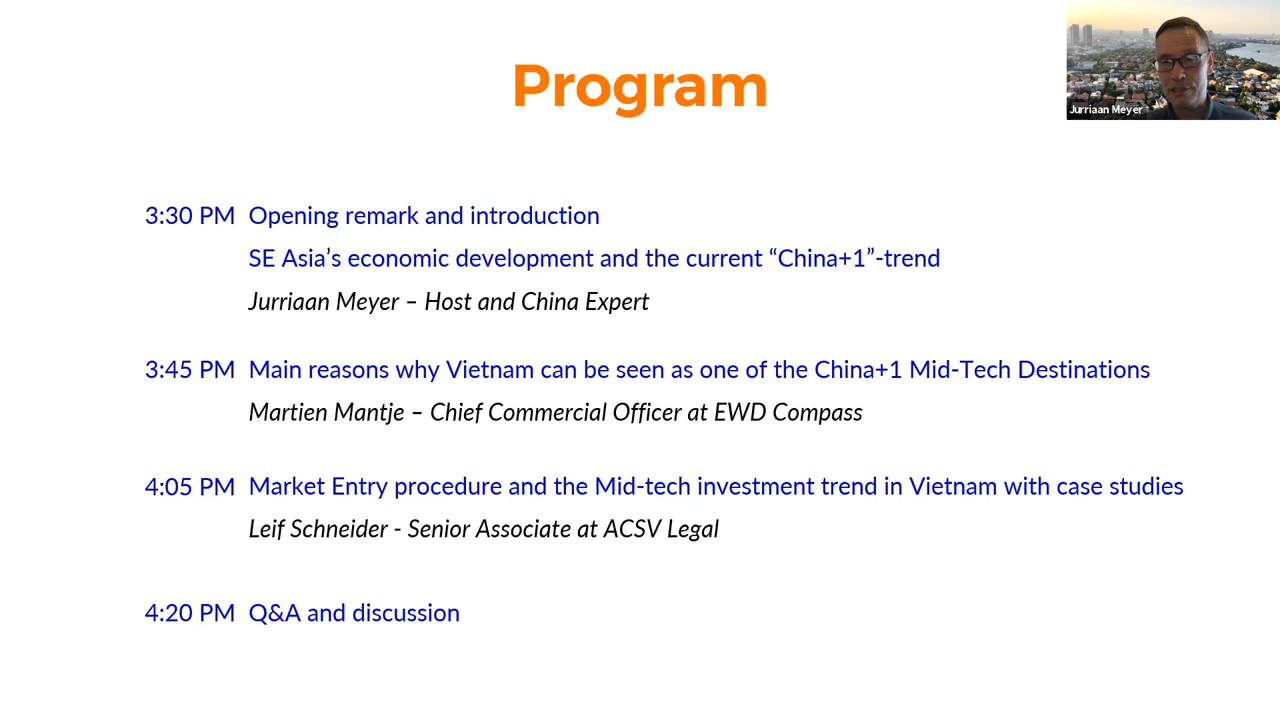 Program
Jurriaan Meyer
3:30 PM Opening remark and introduction
SE Asia’s economic development and the current “China+1”-trend
Jurriaan Meyer – Host and China Expert
3:45 PM Main reasons why Vietnam can be seen as one of the China+1 Mid-Tech Destinations
Martien Mantje – Chief Commercial Officer at EWD Compass
4:05 PM Market Entry procedure and the Mid-tech investment trend in Vietnam with case studies
Leif Schneider - Senior Associate at ACSV Legal
4:20 PM Q&A and discussion